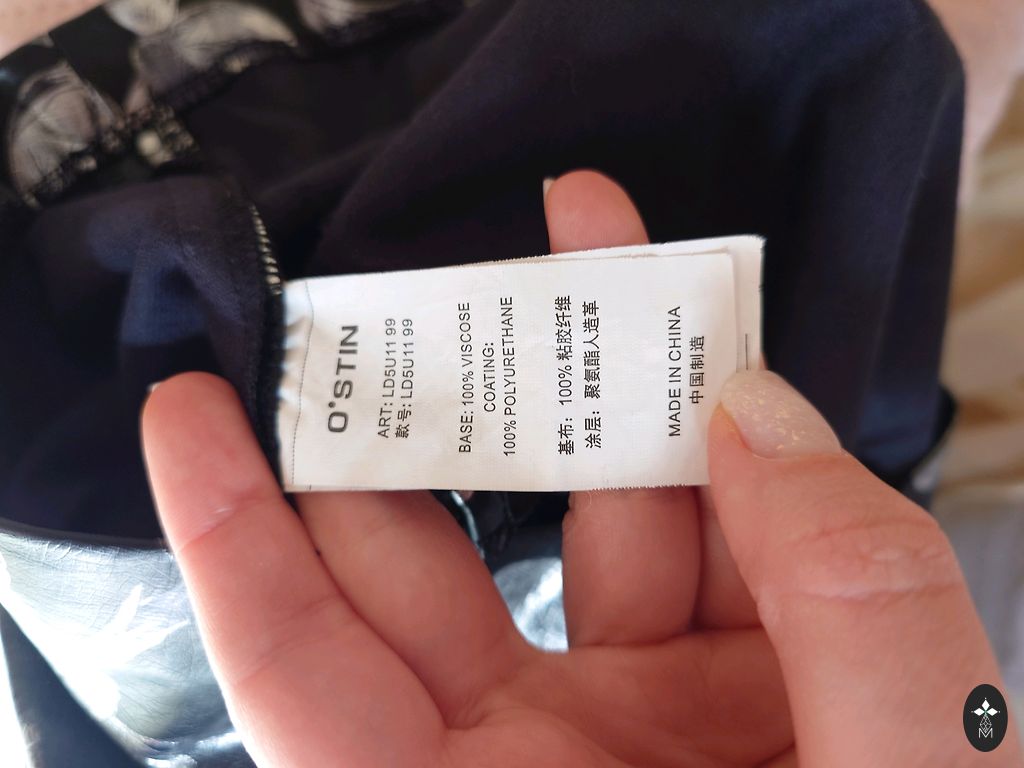 O'STIN
ART: LD5U11 99
款号: LD5U11 99
BASE: 100% VISCOSE
COATING:
100% POLYURETHANE
基布: 100% 粘胶纤维
涂层: 聚氨酯人造革
MADE IN CHINA
中国制造
M